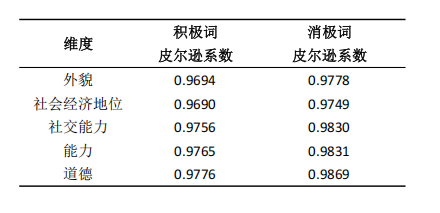 维度 积极词 皮尔逊系数 消极词 皮尔逊系数
外貌 0.9694 0.9778
社会经济地位 0.9690 0.9749
社交能力 0.9756 0.9830
能力 0.9765 0.9831
道德 0.9776 0.9869